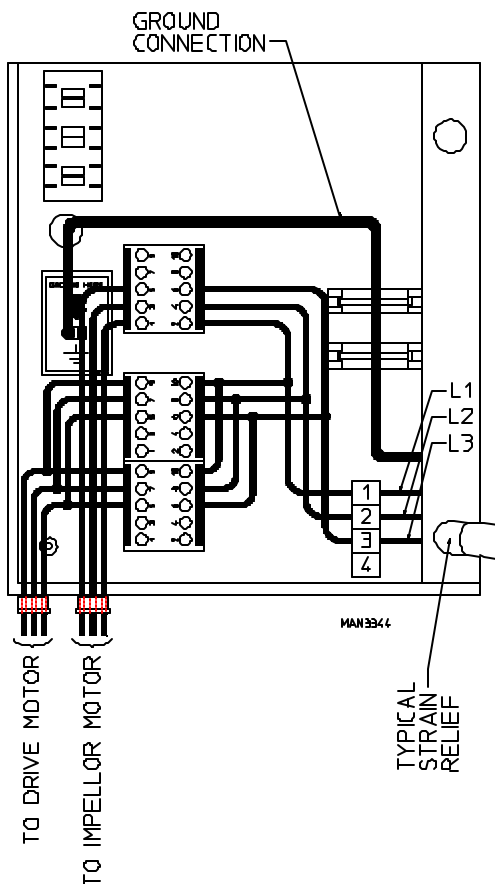 GROUND
CONNECTION
L1
L2
L3
1
2
3
4
MAN3344
TO DRIVE MOTOR
TO IMPELLOR MOTOR
TYPICAL
STRAIN
RELIEF